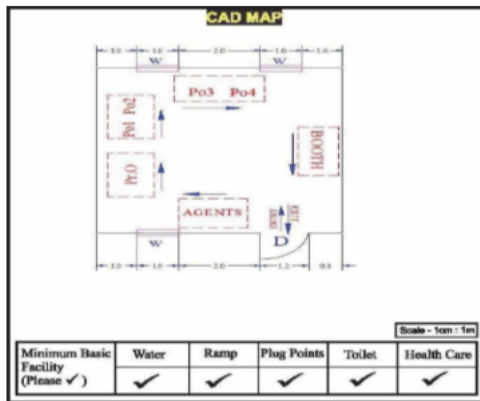 CAD MAP
1.0 1.0 2.0 1.0 1.0
W W
Po3 Po4
Po1 Po2
BOOTH
Pr.O
AGENTS
EXIT
W D
1.0 1.0 2.0 1.2 0.8
Scale - 1cm : 1m
Minimum Basic Facility (Please ✓) Water Ramp Plug Points Toilet Health Care
✓ ✓ ✓ ✓ ✓